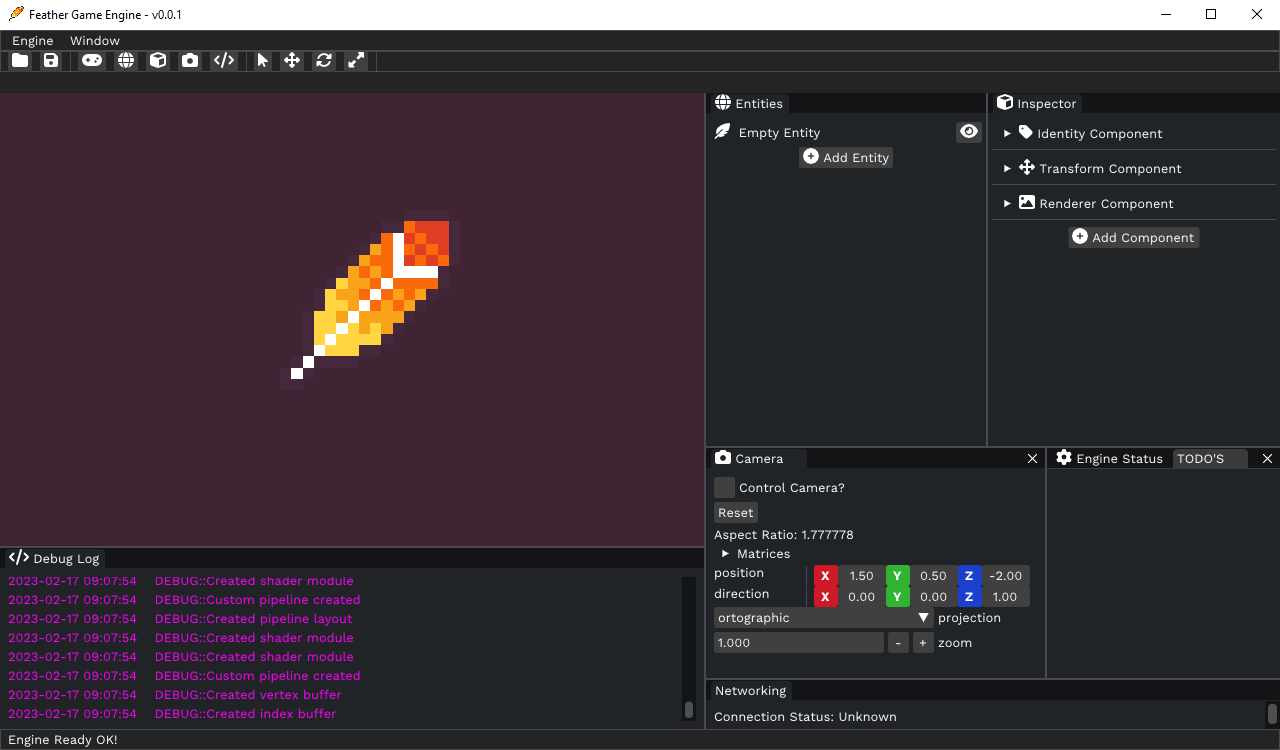 Feather Game Engine - v0.0.1
Engine Window
Entities
Empty Entity
Add Entity
Inspector
Identity Component
Transform Component
Renderer Component
Add Component
Debug Log
2023-02-17 09:07:54 DEBUG::Created shader module
2023-02-17 09:07:54 DEBUG::Custom pipeline created
2023-02-17 09:07:54 DEBUG::Created pipeline layout
2023-02-17 09:07:54 DEBUG::Created shader module
2023-02-17 09:07:54 DEBUG::Created shader module
2023-02-17 09:07:54 DEBUG::Custom pipeline created
2023-02-17 09:07:54 DEBUG::Created vertex buffer
2023-02-17 09:07:54 DEBUG::Created index buffer
Camera
Control Camera?
Reset
Aspect Ratio: 1.777778
Matrices
position X 1.50 Y 0.50 Z -2.00
direction X 0.00 Y 0.00 Z 1.00
ortographic projection
1.000 - + zoom
Engine Status TODO'S
Networking
Connection Status: Unknown
Engine Ready OK!